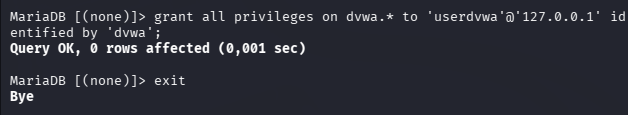 MariaDB [(none)]> grant all privileges on dvwa.* to 'userdvwa'@'127.0.0.1' id
entified by 'dvwa';
Query OK, 0 rows affected (0,001 sec)
MariaDB [(none)]> exit
Bye